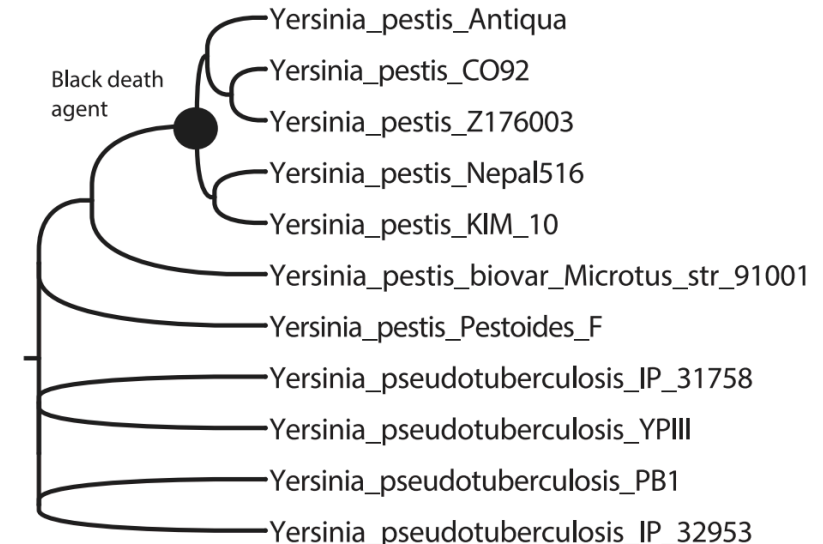 Yersinia_pestis_Antiqua
Black death
agent
Yersinia_pestis_CO92
Yersinia_pestis_Z176003
Yersinia_pestis_Nepal516
Yersinia_pestis_KIM_10
Yersinia_pestis_biovar_Microtus_str_91001
Yersinia_pestis_Pestoides_F
Yersinia_pseudotuberculosis_IP_31758
Yersinia_pseudotuberculosis_YPIII
Yersinia_pseudotuberculosis_PB1
Yersinia_pseudotuberculosis_IP_32953